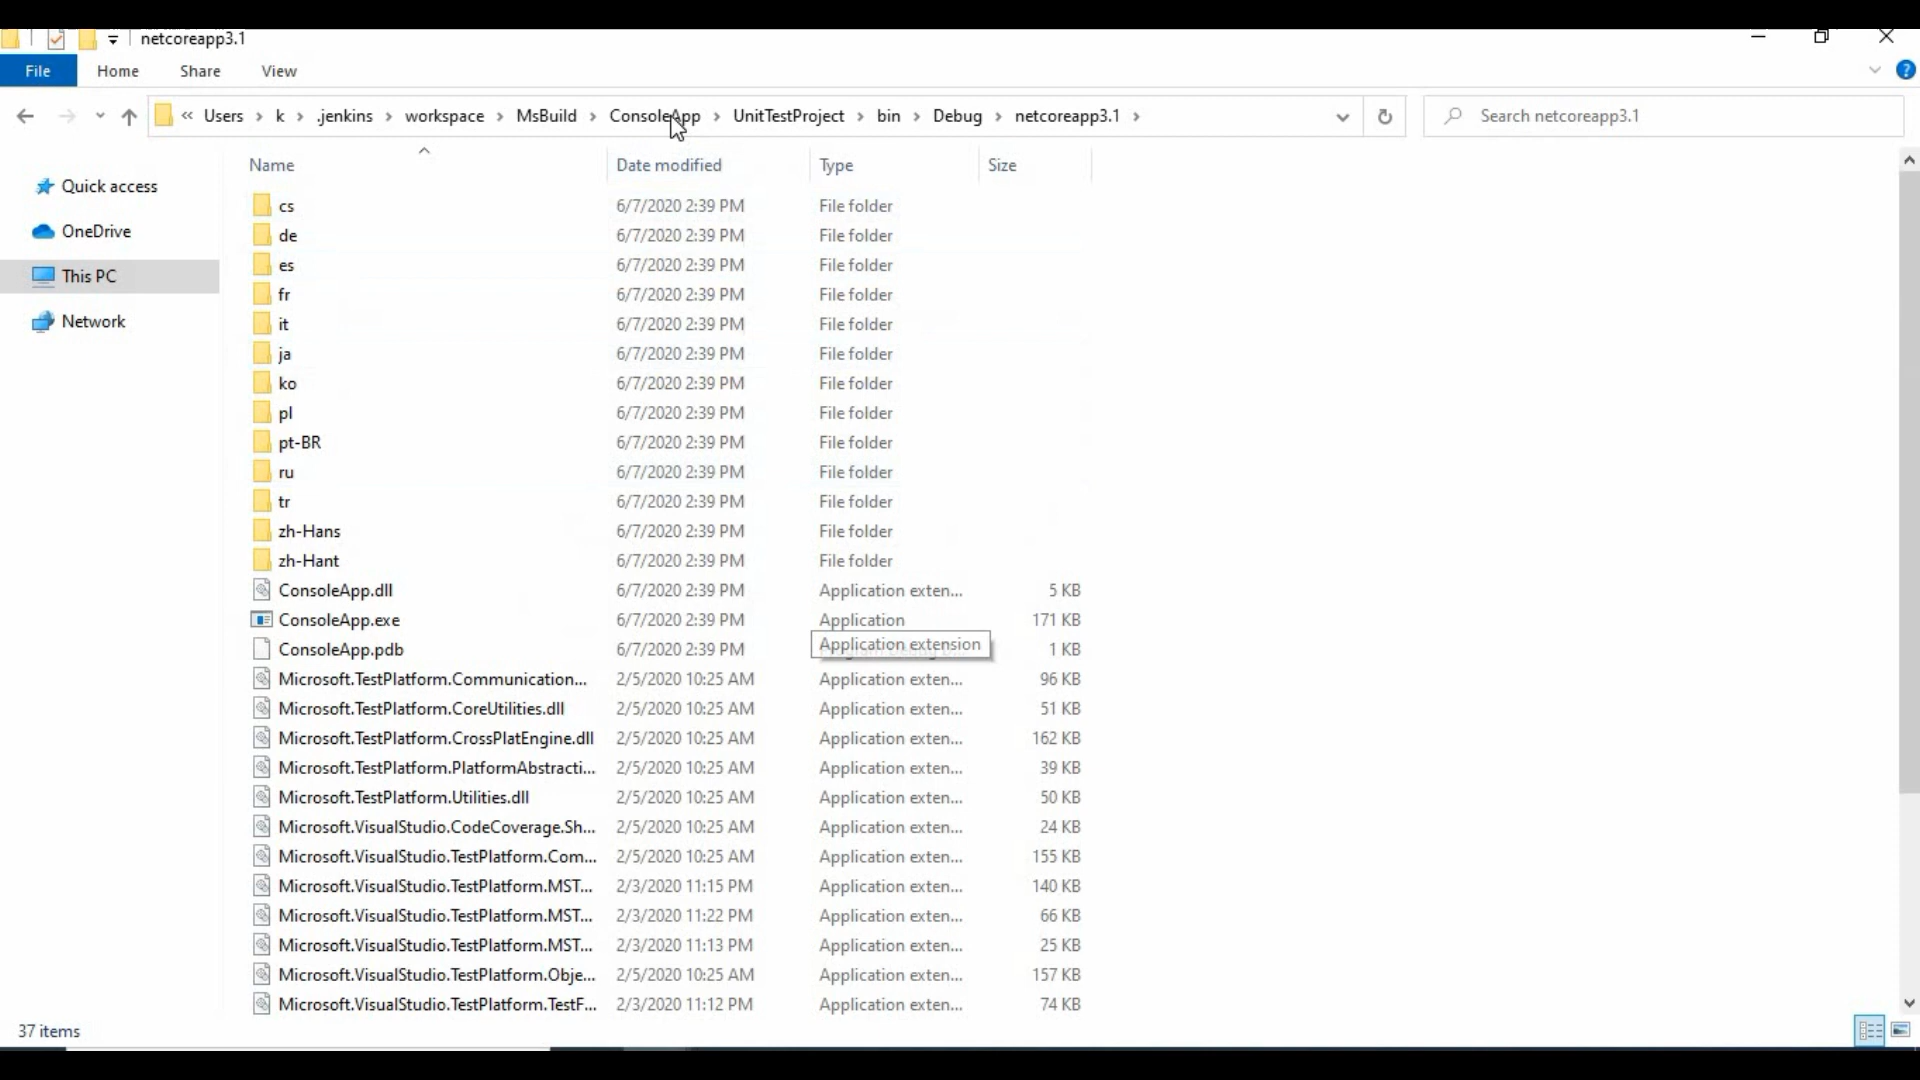 netcoreapp3.1
File Home Share View
« Users › k › .jenkins › workspace › MsBuild › ConsoleApp › UnitTestProject › bin › Debug › netcoreapp3.1 › Search netcoreapp3.1
Name Date modified Type Size
Quick access
OneDrive
This PC
Network
cs 6/7/2020 2:39 PM File folder
de 6/7/2020 2:39 PM File folder
es 6/7/2020 2:39 PM File folder
fr 6/7/2020 2:39 PM File folder
it 6/7/2020 2:39 PM File folder
ja 6/7/2020 2:39 PM File folder
ko 6/7/2020 2:39 PM File folder
pl 6/7/2020 2:39 PM File folder
pt-BR 6/7/2020 2:39 PM File folder
ru 6/7/2020 2:39 PM File folder
tr 6/7/2020 2:39 PM File folder
zh-Hans 6/7/2020 2:39 PM File folder
zh-Hant 6/7/2020 2:39 PM File folder
ConsoleApp.dll 6/7/2020 2:39 PM Application exten... 5 KB
ConsoleApp.exe 6/7/2020 2:39 PM Application 171 KB
Application extension
ConsoleApp.pdb 6/7/2020 2:39 PM 1 KB
Microsoft.TestPlatform.Communication... 2/5/2020 10:25 AM Application exten... 96 KB
Microsoft.TestPlatform.CoreUtilities.dll 2/5/2020 10:25 AM Application exten... 51 KB
Microsoft.TestPlatform.CrossPlatEngine.dll 2/5/2020 10:25 AM Application exten... 162 KB
Microsoft.TestPlatform.PlatformAbstracti... 2/5/2020 10:25 AM Application exten... 39 KB
Microsoft.TestPlatform.Utilities.dll 2/5/2020 10:25 AM Application exten... 50 KB
Microsoft.VisualStudio.CodeCoverage.Sh... 2/5/2020 10:25 AM Application exten... 24 KB
Microsoft.VisualStudio.TestPlatform.Com... 2/5/2020 10:25 AM Application exten... 155 KB
Microsoft.VisualStudio.TestPlatform.MST... 2/3/2020 11:15 PM Application exten... 140 KB
Microsoft.VisualStudio.TestPlatform.MST... 2/3/2020 11:22 PM Application exten... 66 KB
Microsoft.VisualStudio.TestPlatform.MST... 2/3/2020 11:13 PM Application exten... 25 KB
Microsoft.VisualStudio.TestPlatform.Obje... 2/5/2020 10:25 AM Application exten... 157 KB
Microsoft.VisualStudio.TestPlatform.TestF... 2/3/2020 11:12 PM Application exten... 74 KB
37 items